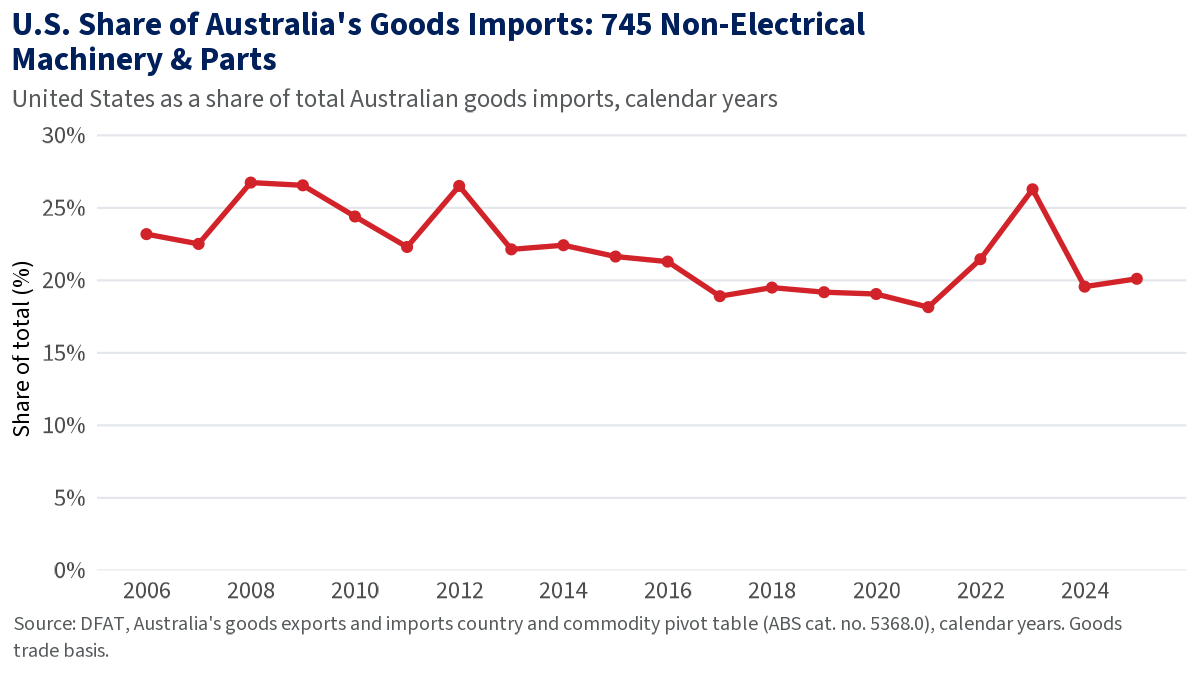 U.S. Share of Australia's Goods Imports: 745 Non-Electrical
Machinery & Parts
United States as a share of total Australian goods imports, calendar years
Share of total (%)
30%
25%
20%
15%
10%
5%
0%
2006 2008 2010 2012 2014 2016 2018 2020 2022 2024
Source: DFAT, Australia's goods exports and imports country and commodity pivot table (ABS cat. no. 5368.0), calendar years. Goods
trade basis.